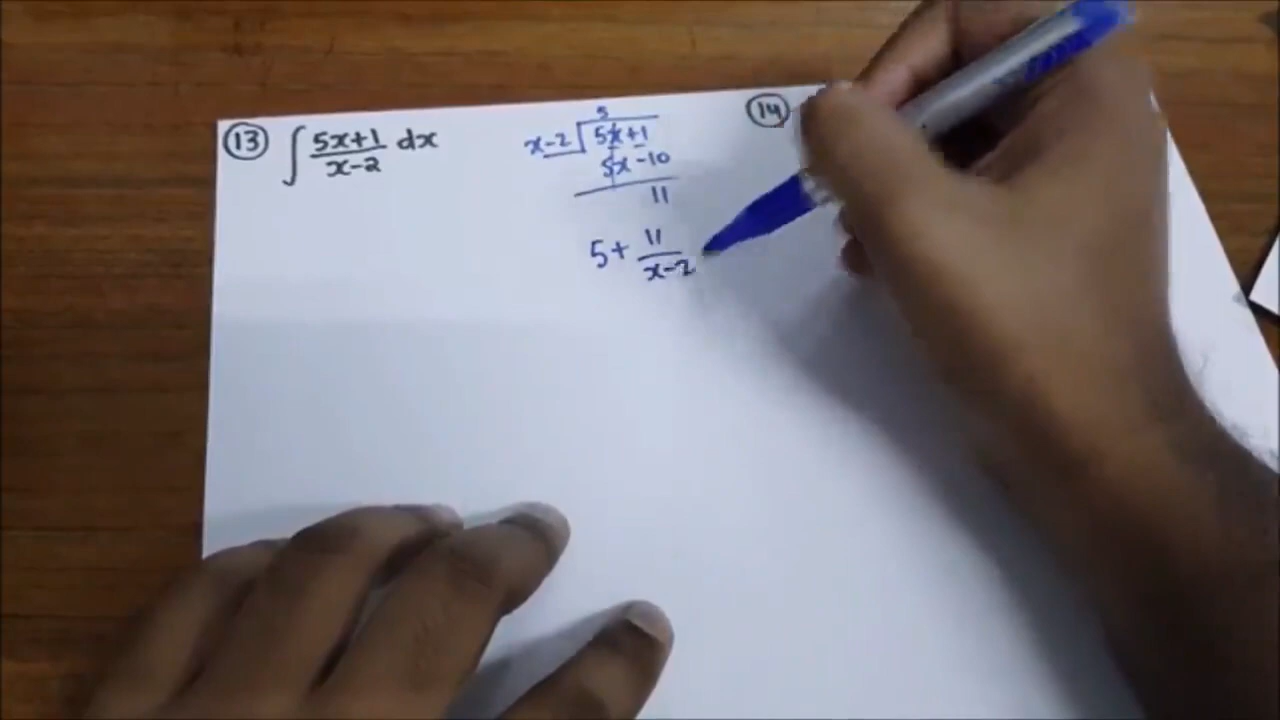 13 ∫ 5x+1 / x-2 dx
5
x-2 5x+1
5x-10
11
5+ 11 / x-2
14